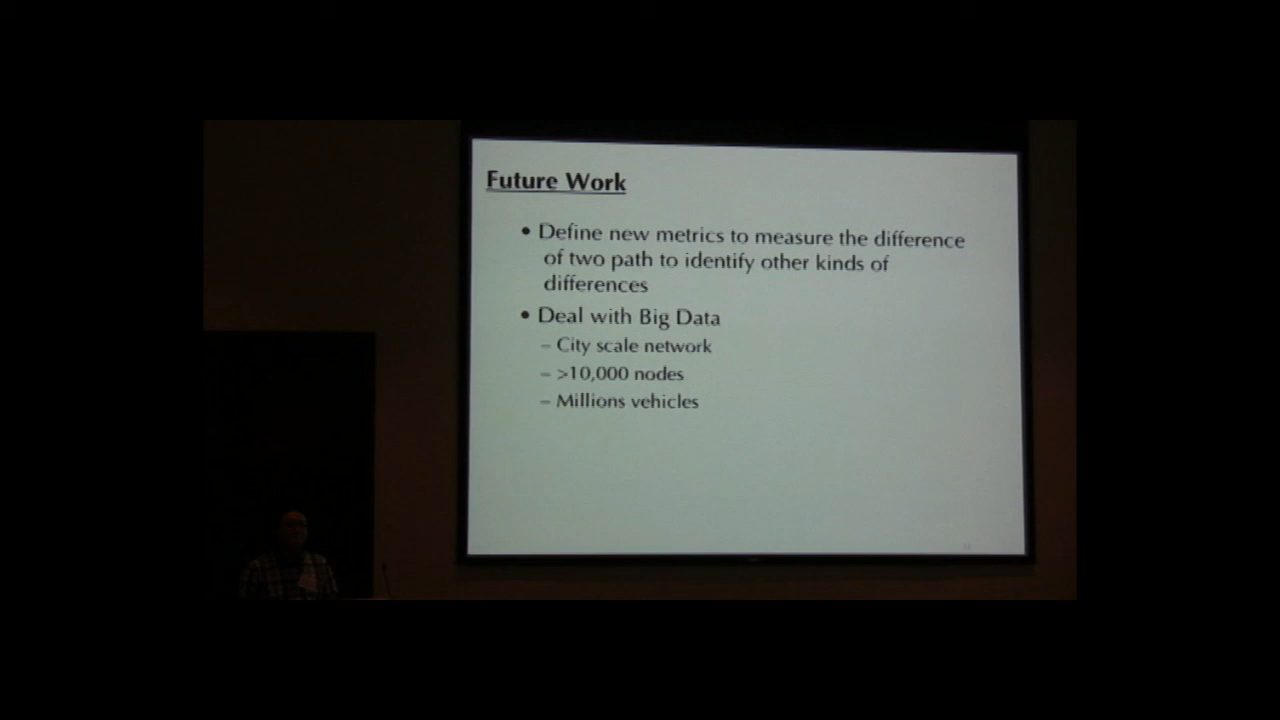 Future Work
• Define new metrics to measure the difference
of two path to identify other kinds of
differences
• Deal with Big Data
– City scale network
– >10,000 nodes
– Millions vehicles